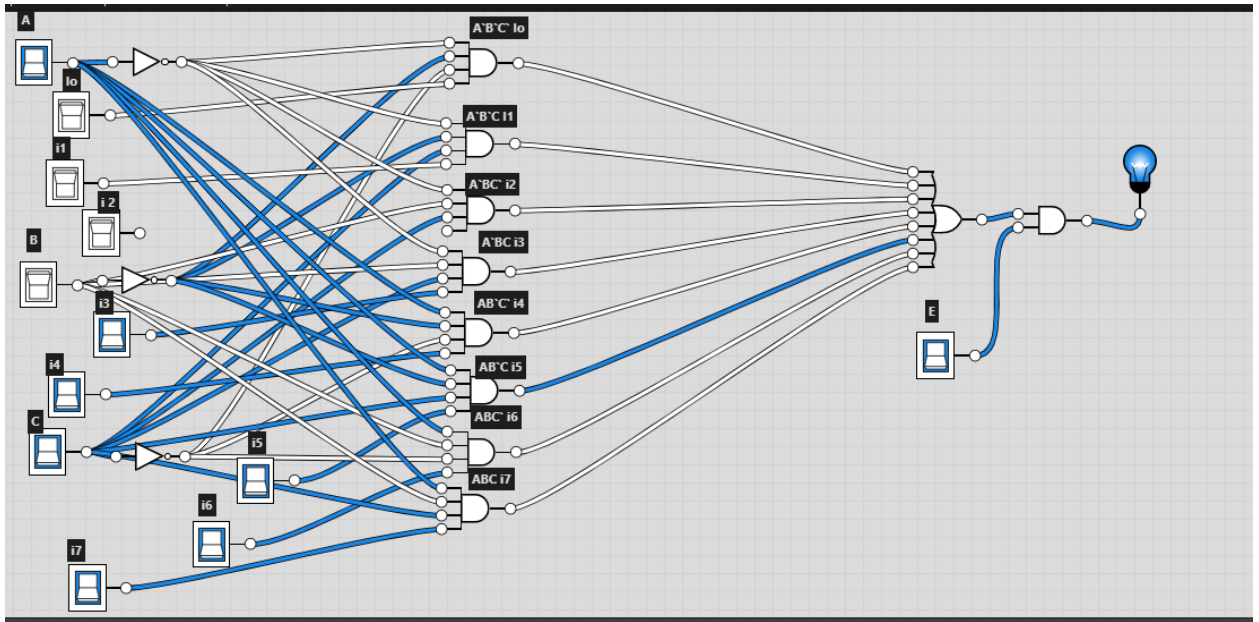 A
A`B`C` Io
Io
A`B`C I1
i1
A`BC` i2
i 2
B
A`BC i3
i3
AB`C` i4
E
i4
AB`C i5
C
ABC` i6
i5
ABC i7
i6
i7